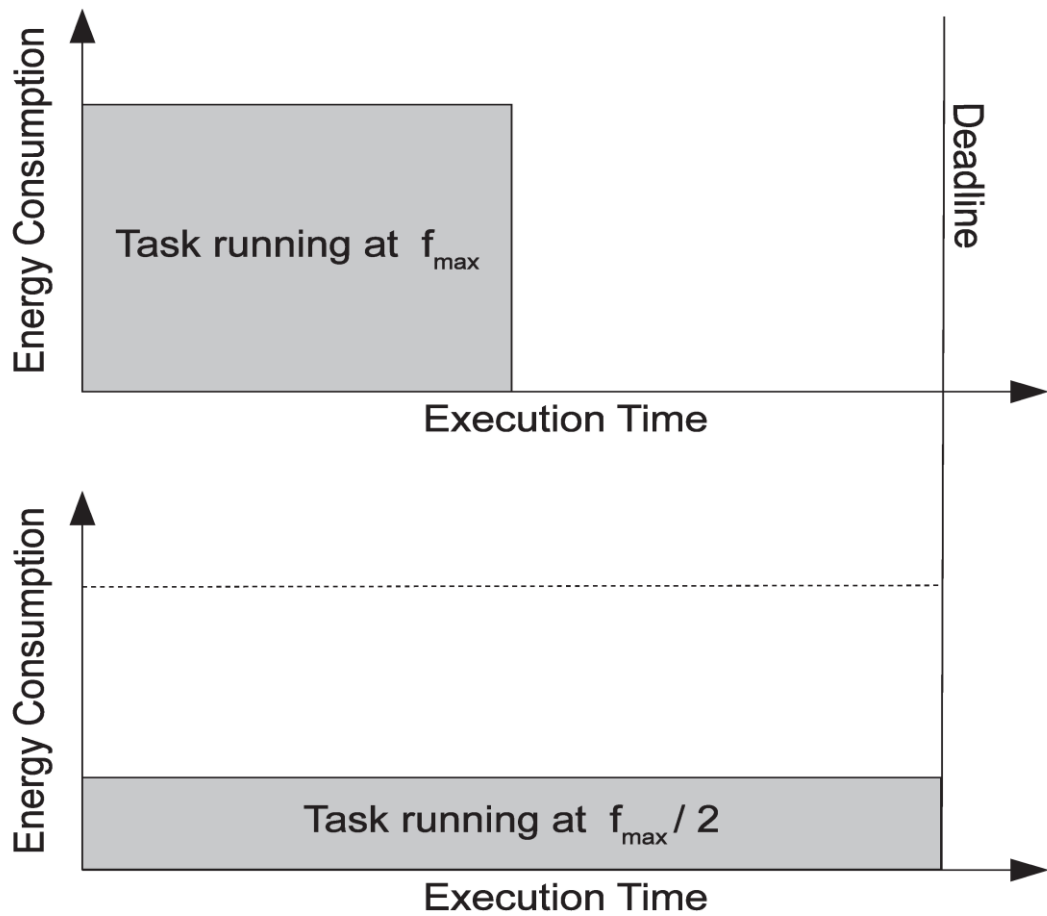 Energy Consumption
Task running at f_max
Deadline
Execution Time
Energy Consumption
Task running at f_max / 2
Execution Time